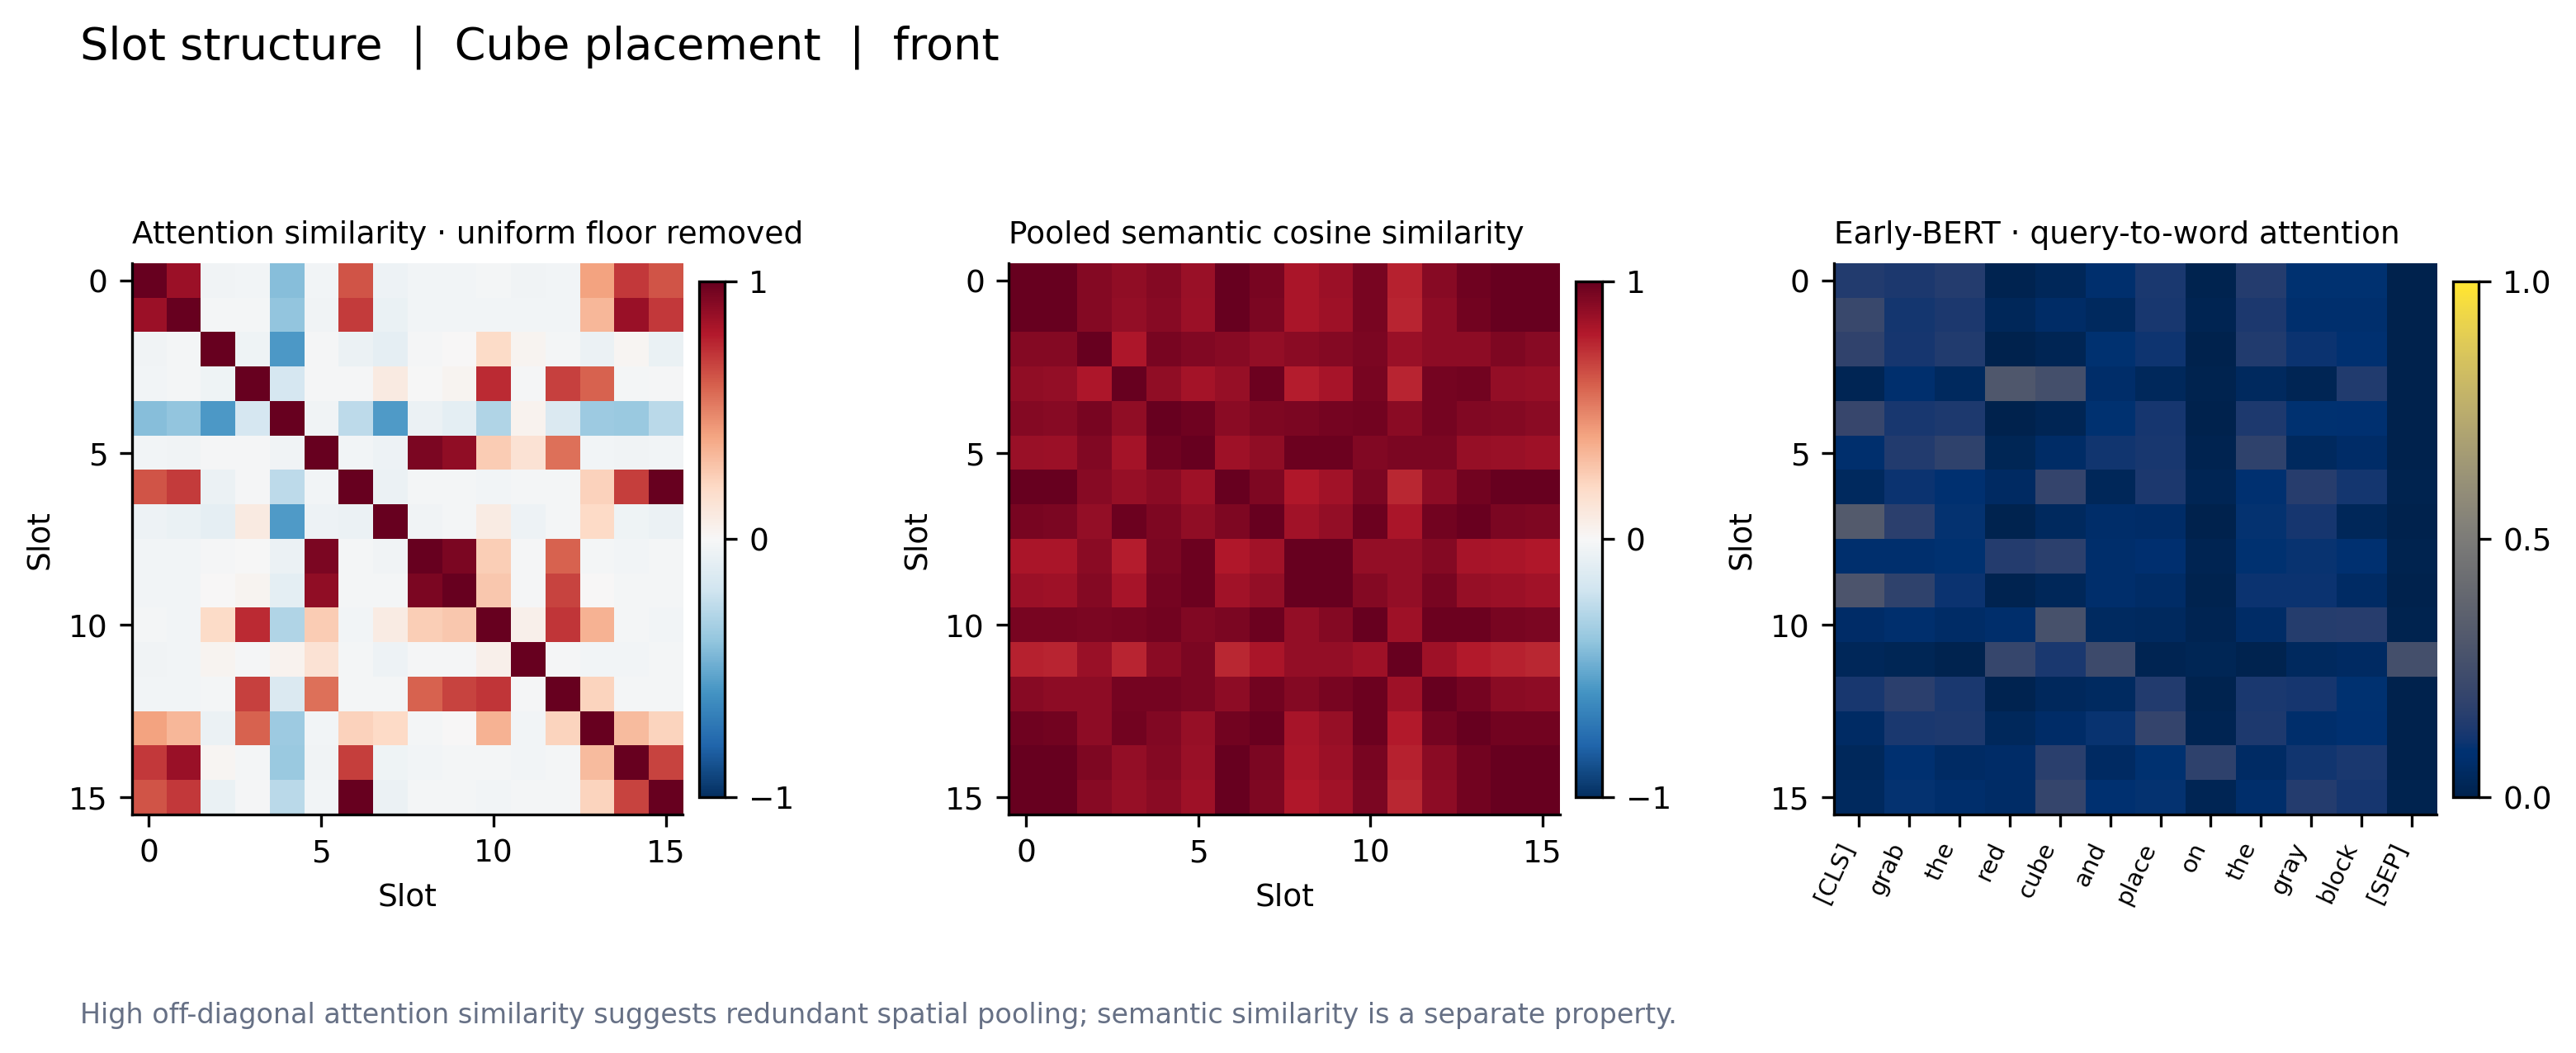 Slot structure | Cube placement | front
Attention similarity · uniform floor removed
0
5
10
15
Slot
0
5
10
15
Slot
1
0
−1
Pooled semantic cosine similarity
0
5
10
15
Slot
0
5
10
15
Slot
1
0
−1
Early-BERT · query-to-word attention
0
5
10
15
Slot
[CLS]
grab
the
red
cube
and
place
on
the
gray
block
[SEP]
1.0
0.5
0.0
High off-diagonal attention similarity suggests redundant spatial pooling; semantic similarity is a separate property.